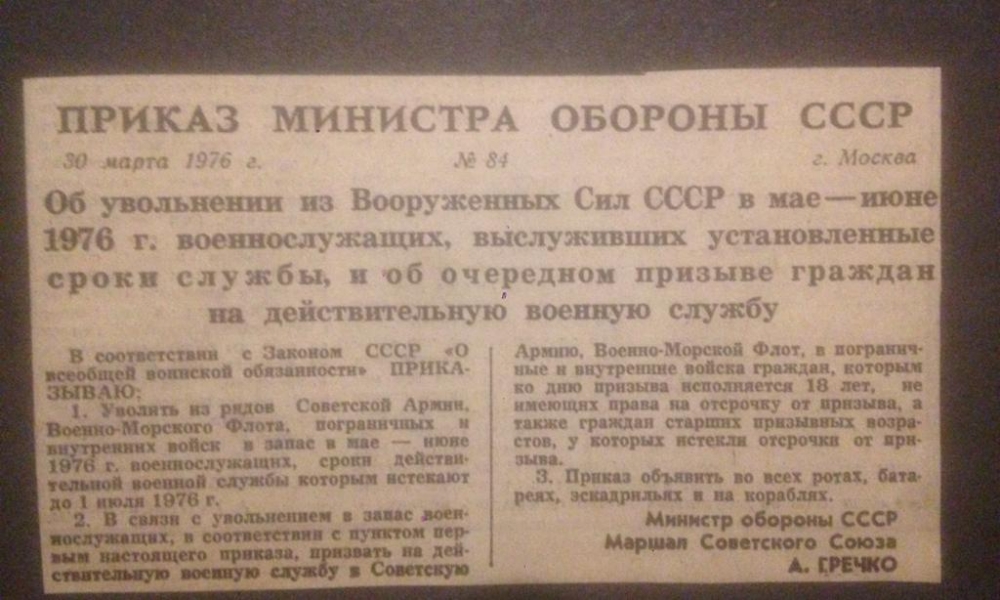 ПРИКАЗ МИНИСТРА ОБОРОНЫ СССР
30 марта 1976 г. № 84 г. Москва
Об увольнении из Вооруженных Сил СССР в мае — июне
1976 г. военнослужащих, выслуживших установленные
сроки службы, и об очередном призыве граждан
на действительную военную службу
В соответствии с Законом СССР «О
всеобщей воинской обязанности» ПРИКА-
ЗЫВАЮ:
1. Уволить из рядов Советской Армии,
Военно-Морского Флота, пограничных и
внутренних войск в запас в мае — июне
1976 г. военнослужащих, сроки действи-
тельной военной службы которым истекают
до 1 июля 1976 г.
2. В связи с увольнением в запас воен-
нослужащих, в соответствии с пунктом пер-
вым настоящего приказа, призвать на дей-
ствительную военную службу в Советскую
Армию, Военно-Морской Флот, в погранич-
ные и внутренние войска граждан, которым
ко дню призыва исполняется 18 лет, не
имеющих права на отсрочку от призыва, а
также граждан старших призывных возра-
стов, у которых истекли отсрочки от при-
зыва.
3. Приказ объявить во всех ротах, бата-
реях, эскадрильях и на кораблях.
Министр обороны СССР
Маршал Советского Союза
А. ГРЕЧКО